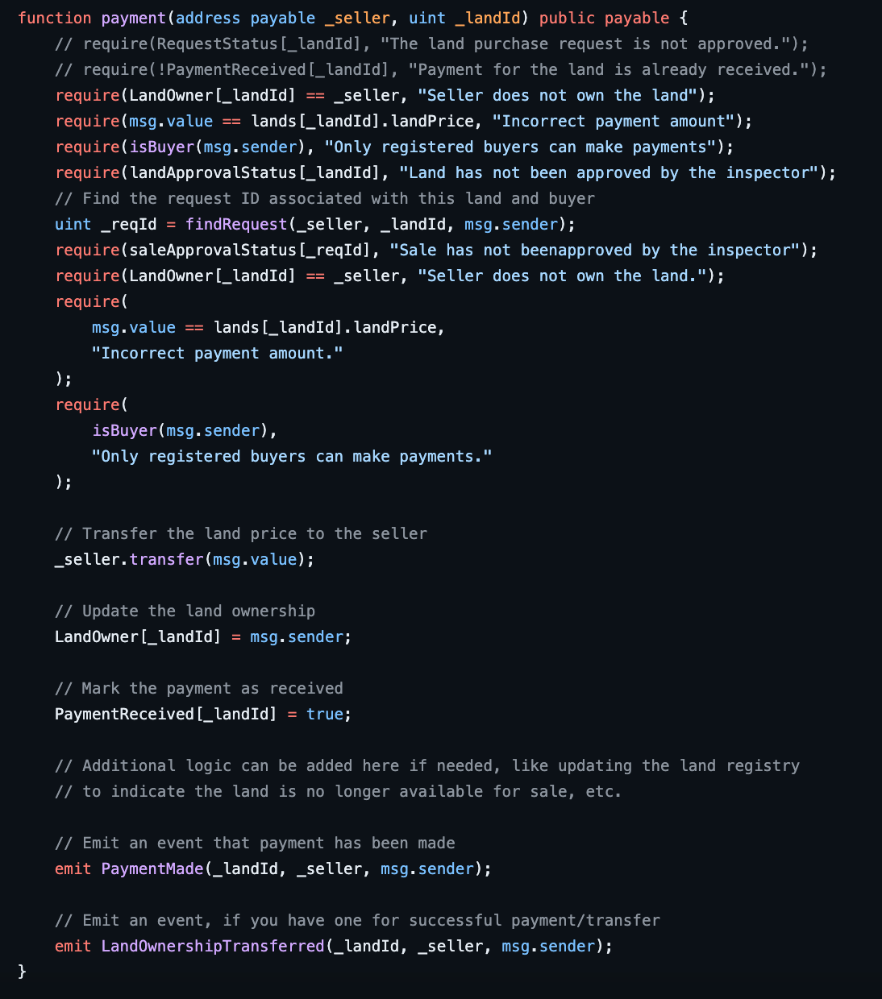 function payment(address payable _seller, uint _landId) public payable {
    // require(RequestStatus[_landId], "The land purchase request is not approved.");
    // require(!PaymentReceived[_landId], "Payment for the land is already received.");
    require(LandOwner[_landId] == _seller, "Seller does not own the land");
    require(msg.value == lands[_landId].landPrice, "Incorrect payment amount");
    require(isBuyer(msg.sender), "Only registered buyers can make payments");
    require(landApprovalStatus[_landId], "Land has not been approved by the inspector");
    // Find the request ID associated with this land and buyer
    uint _reqId = findRequest(_seller, _landId, msg.sender);
    require(saleApprovalStatus[_reqId], "Sale has not beenapproved by the inspector");
    require(LandOwner[_landId] == _seller, "Seller does not own the land.");
    require(
        msg.value == lands[_landId].landPrice,
        "Incorrect payment amount."
    );
    require(
        isBuyer(msg.sender),
        "Only registered buyers can make payments."
    );

    // Transfer the land price to the seller
    _seller.transfer(msg.value);

    // Update the land ownership
    LandOwner[_landId] = msg.sender;

    // Mark the payment as received
    PaymentReceived[_landId] = true;

    // Additional logic can be added here if needed, like updating the land registry
    // to indicate the land is no longer available for sale, etc.

    // Emit an event that payment has been made
    emit PaymentMade(_landId, _seller, msg.sender);

    // Emit an event, if you have one for successful payment/transfer
    emit LandOwnershipTransferred(_landId, _seller, msg.sender);
}